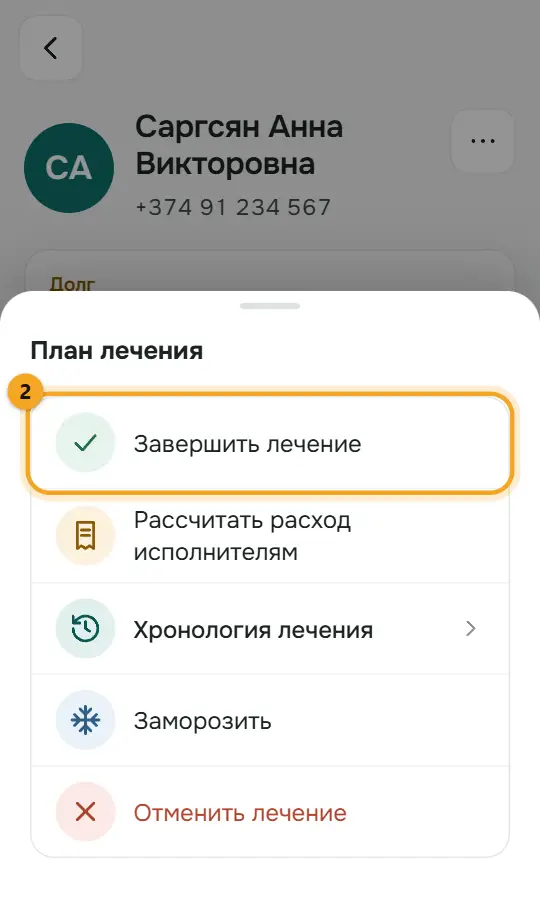 Саргсян Анна
Викторовна
СА
...
+374 91 234 567
Долг
План лечения
2
Завершить лечение
Рассчитать расход
исполнителям
Хронология лечения
Заморозить
Отменить лечение